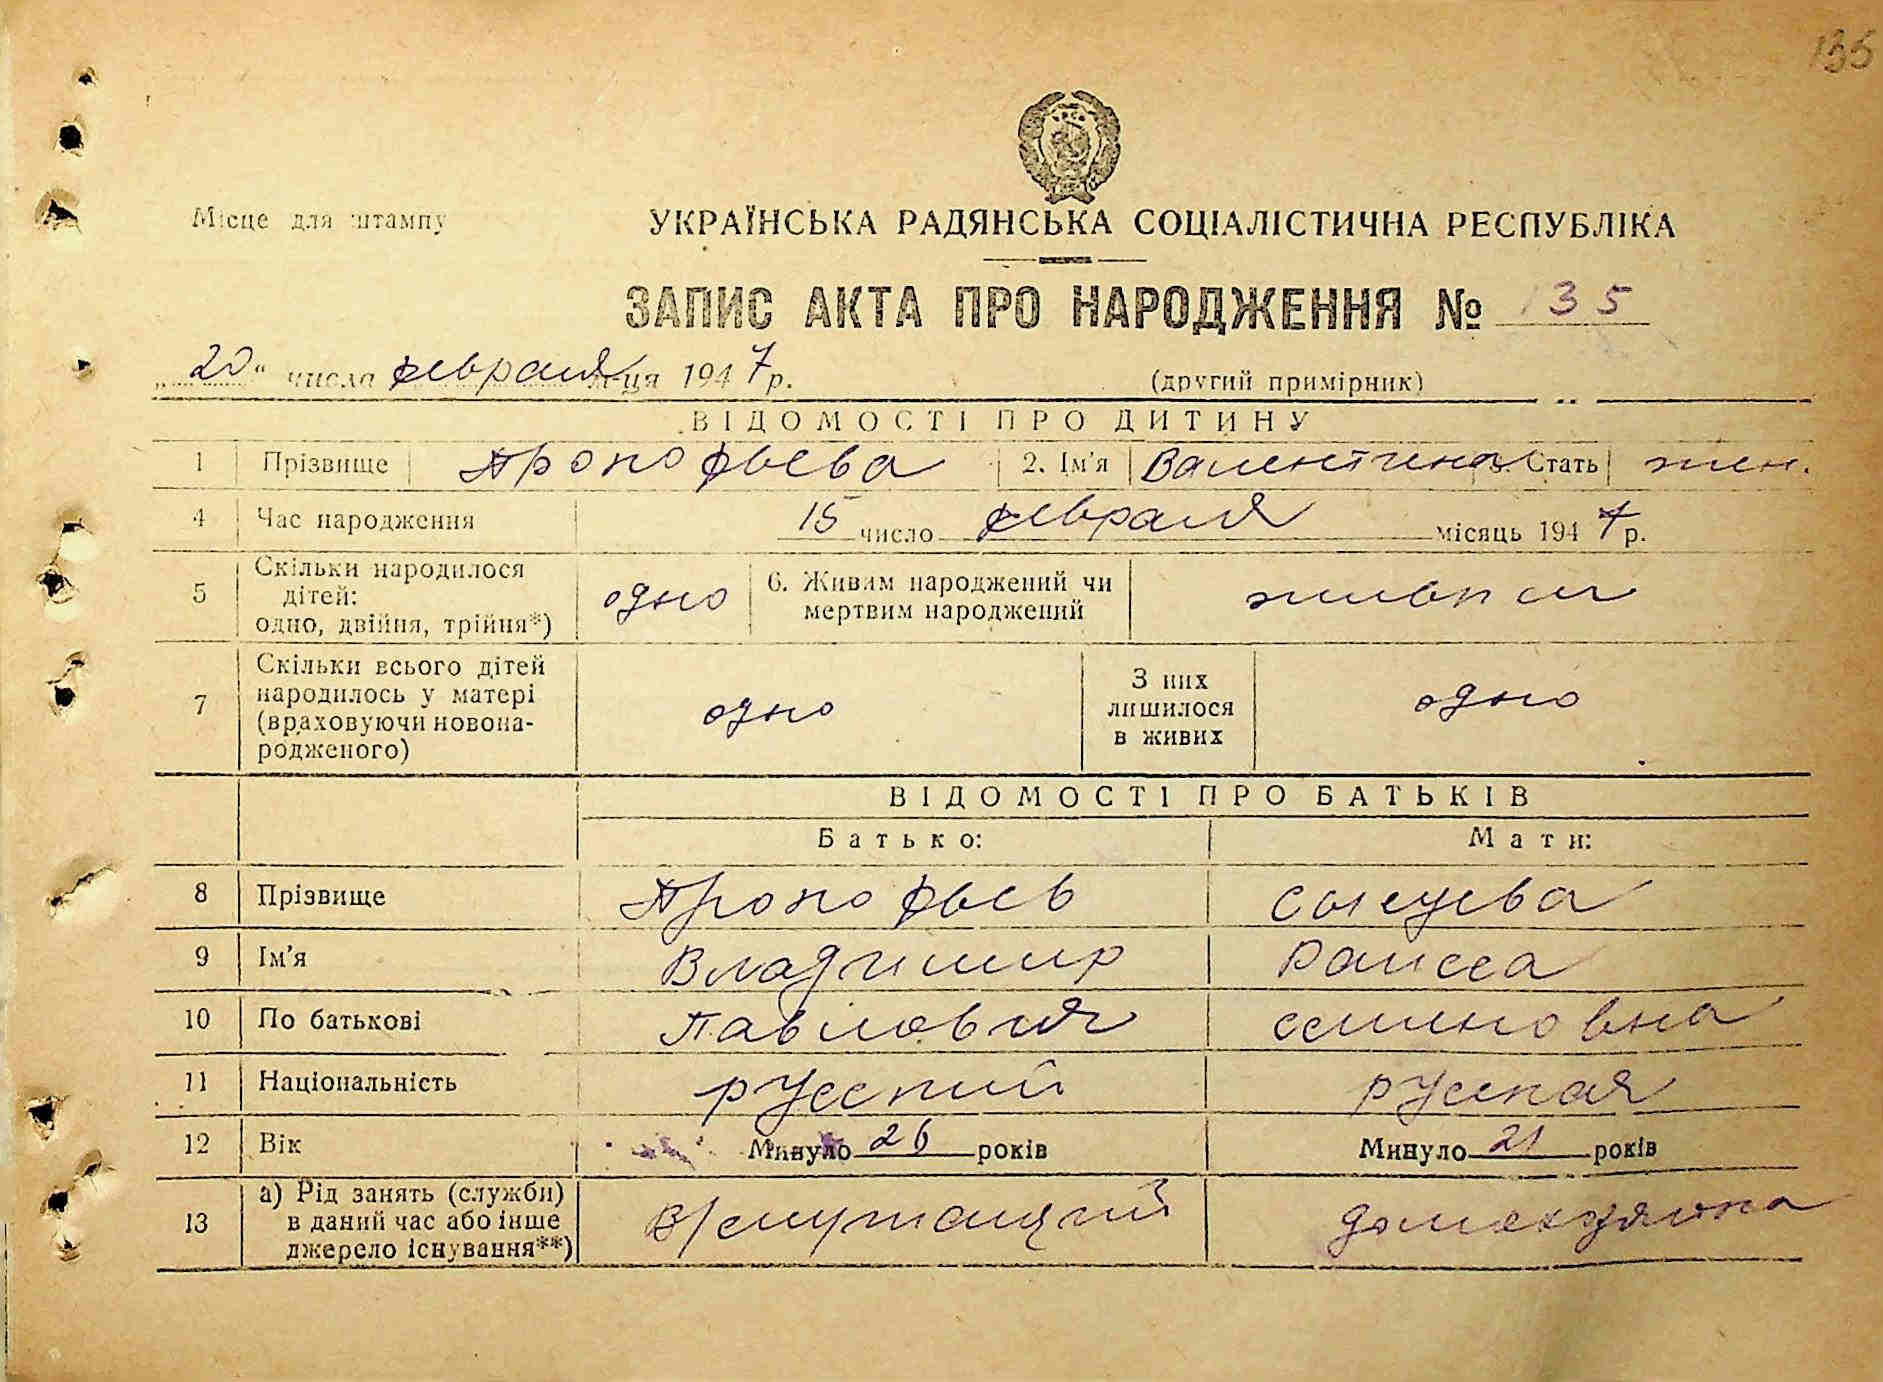 135
Місце для штампу
УКРАЇНСЬКА РАДЯНСЬКА СОЦІАЛІСТИЧНА РЕСПУБЛІКА
ЗАПИС АКТА ПРО НАРОДЖЕННЯ № 135
„20“ числа февраля м-ця 1947 р. (другий примірник)
ВІДОМОСТІ ПРО ДИТИНУ
1 Прізвище Прокофьева 2. Ім'я Валентина 3. Стать жен.
4 Час народження 15 число февраля місяць 1947 р.
5 Скільки народилося дітей: одно, двійня, трійня*) одно 6. Живим народжений чи мертвим народжений живым
7 Скільки всього дітей народилось у матері (враховуючи новонародженого) одно З них лишилося в живих одно
ВІДОМОСТІ ПРО БАТЬКІВ
Батько: Мати:
8 Прізвище Прокофьев
9 Ім'я Владимир Раисса
10 По батькові Павлович Семеновна
11 Національність русский русская
12 Вік Минуло 26 років Минуло 21 років
13 а) Рід занять (служби) в даний час або інше джерело існування**) В/служащий домохозяйка